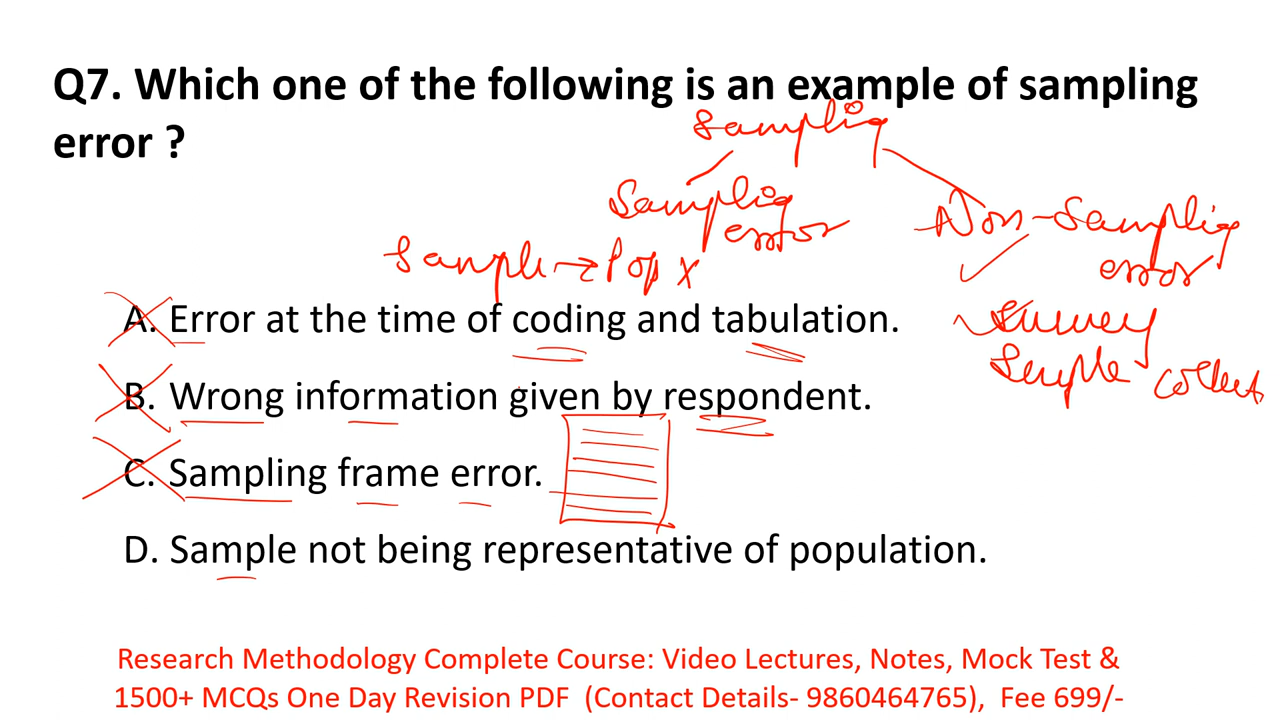 Q7. Which one of the following is an example of sampling
error ?
Sampling
Sampling
error
Non-Sampling
error
Sample → Pop x
A. Error at the time of coding and tabulation.
Survey
Sample collect
B. Wrong information given by respondent.
C. Sampling frame error.
D. Sample not being representative of population.
Research Methodology Complete Course: Video Lectures, Notes, Mock Test &
1500+ MCQs One Day Revision PDF (Contact Details- 9860464765), Fee 699/-